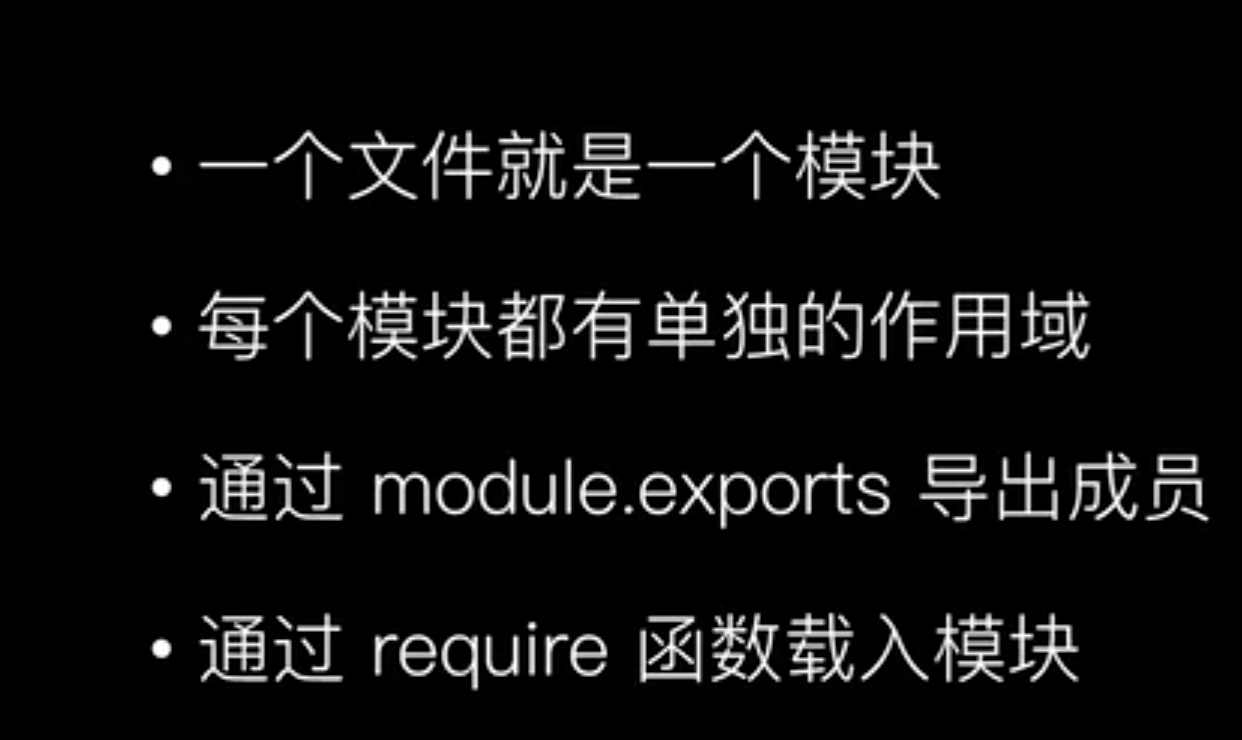 • 一个文件就是一个模块
• 每个模块都有单独的作用域
• 通过 module.exports 导出成员
• 通过 require 函数载入模块